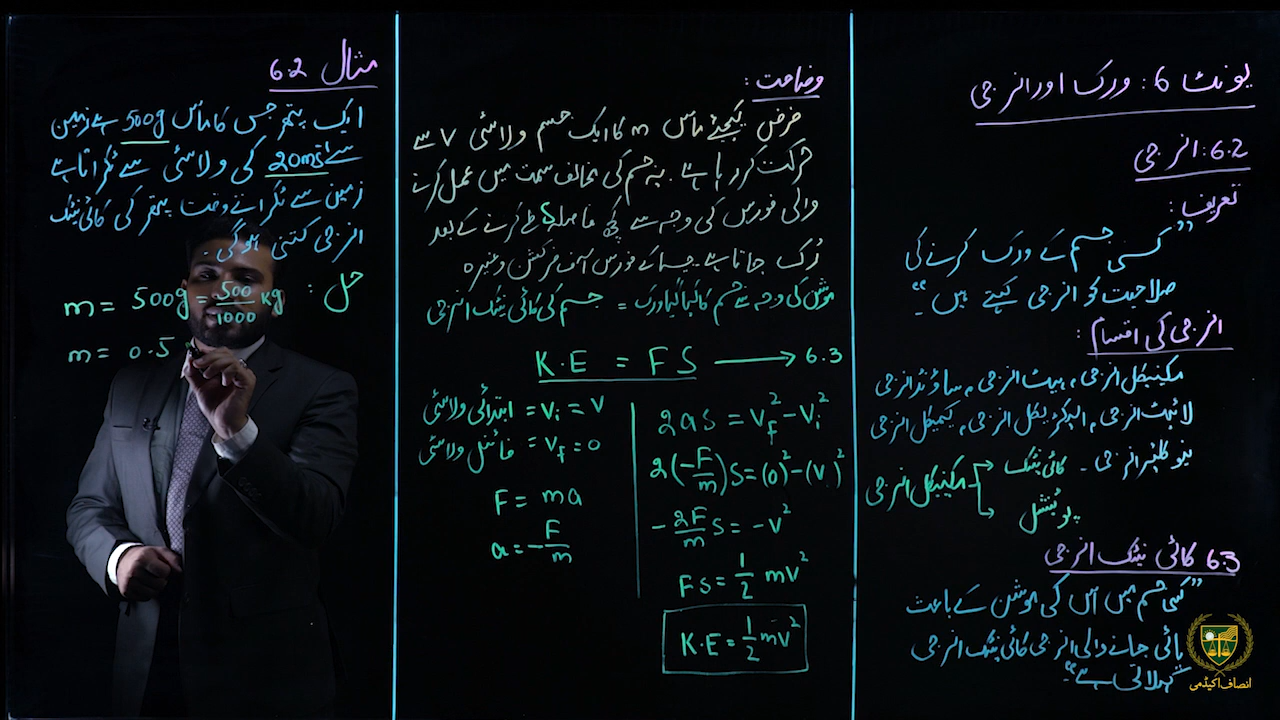 یونٹ 6: ورک اور انرجی
6.2: انرجی
تعریف:
”کسی جسم کے ورک کرنے کی
صلاحیت کو انرجی کہتے ہیں“
انرجی کی اقسام:
مکینیکل انرجی، ہیٹ انرجی، ساؤنڈ انرجی
لائیٹ انرجی، الیکٹریکل انرجی، کیمیکل انرجی
نیوکلیئر انرجی۔
مکینیکل انرجی
کائی نیٹک
پوٹینشل
6.3 کائی نیٹک انرجی
”کسی جسم میں اس کی موشن کے باعث
پائی جانے والی انرجی کائی نیٹک انرجی
کہلاتی ہے“
انصاف اکیڈمی
وضاحت:
فرض کیجئے ماس m کا ایک جسم ولاسٹی V سے
حرکت کر رہا ہے۔ یہ جسم کی مخالف سمت میں عمل کرنے
والی فورس کی وجہ سے کچھ فاصلہ S طے کرنے کے بعد
رُک جاتا ہے۔ جیسا کہ فورس آف فرکشن وغیرہ
موشن کی وجہ سے جسم کا کیا گیا ورک = جسم کی کائی نیٹک انرجی
K.E = FS ⟶ 6.3
ابتدائی ولاسٹی = Vi = V
فائنل ولاسٹی = Vf = 0
F = ma
a = -F/m
2aS = Vf² - Vi²
2(-F/m)S = (0)² - (V)²
-2F/m S = -V²
FS = 1/2 mV²
K.E = 1/2 mV²
مثال 6.2
ایک پتھر جس کا ماس 500g ہے زمین
سے 20ms⁻¹ کی ولاسٹی سے ٹکراتا ہے
زمین سے ٹکراتے وقت پتھر کی کائی نیٹک
انرجی کتنی ہوگی۔
حل:
m = 500g = 500/1000 kg
m = 0.5